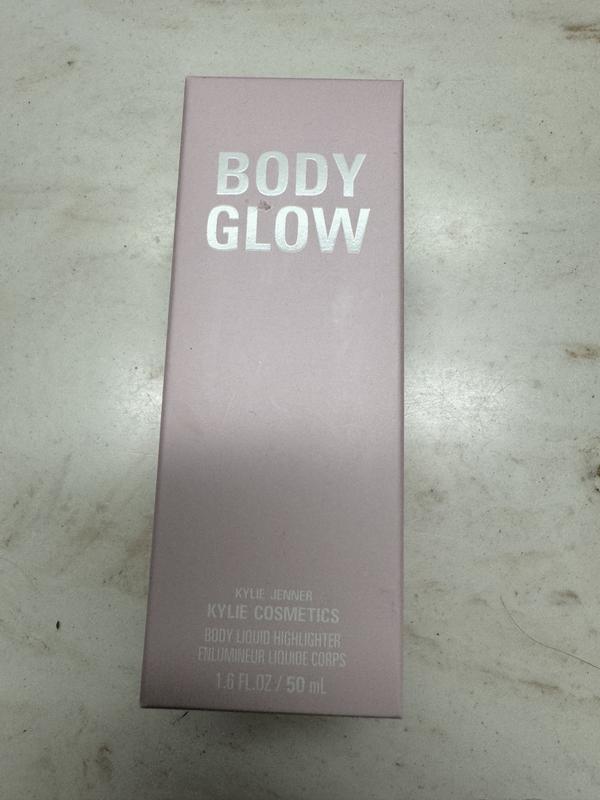 BODY
GLOW
KYLIE JENNER
KYLIE COSMETICS
BODY LIQUID HIGHLIGHTER
ENLUMINEUR LIQUIDE CORPS
1.6 FL.OZ / 50 mL